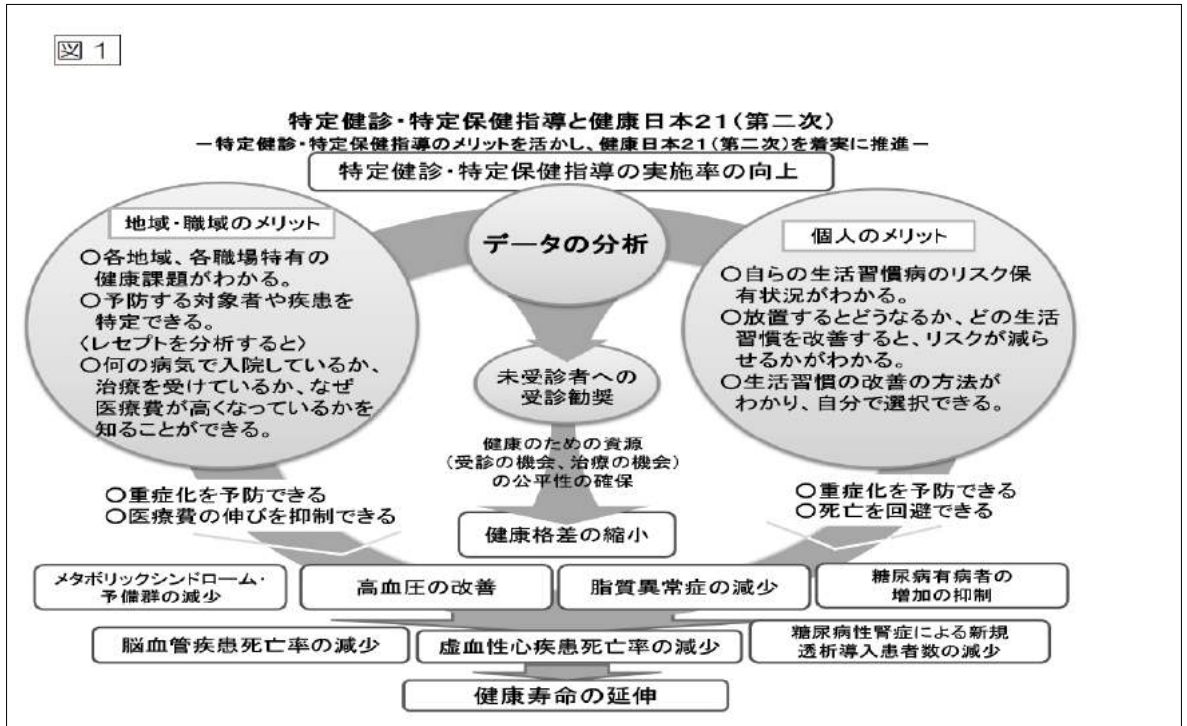 図 1
特定健診・特定保健指導と健康日本21(第二次)
－特定健診・特定保健指導のメリットを活かし、健康日本21(第二次)を着実に推進－
特定健診・特定保健指導の実施率の向上
地域・職域のメリット
○各地域、各職場特有の
健康課題がわかる。
○予防する対象者や疾患を
特定できる。
〈レセプトを分析すると〉
○何の病気で入院しているか、
治療を受けているか、なぜ
医療費が高くなっているかを
知ることができる。
データの分析
個人のメリット
○自らの生活習慣病のリスク保
有状況がわかる。
○放置するとどうなるか、どの生活
習慣を改善すると、リスクが減ら
せるかがわかる。
○生活習慣の改善の方法が
わかり、自分で選択できる。
未受診者への
受診勧奨
健康のための資源
(受診の機会、治療の機会)
の公平性の確保
○重症化を予防できる
○医療費の伸びを抑制できる
○重症化を予防できる
○死亡を回避できる
健康格差の縮小
メタボリックシンドローム・
予備群の減少
高血圧の改善
脂質異常症の減少
糖尿病有病者の
増加の抑制
脳血管疾患死亡率の減少
虚血性心疾患死亡率の減少
糖尿病性腎症による新規
透析導入患者数の減少
健康寿命の延伸